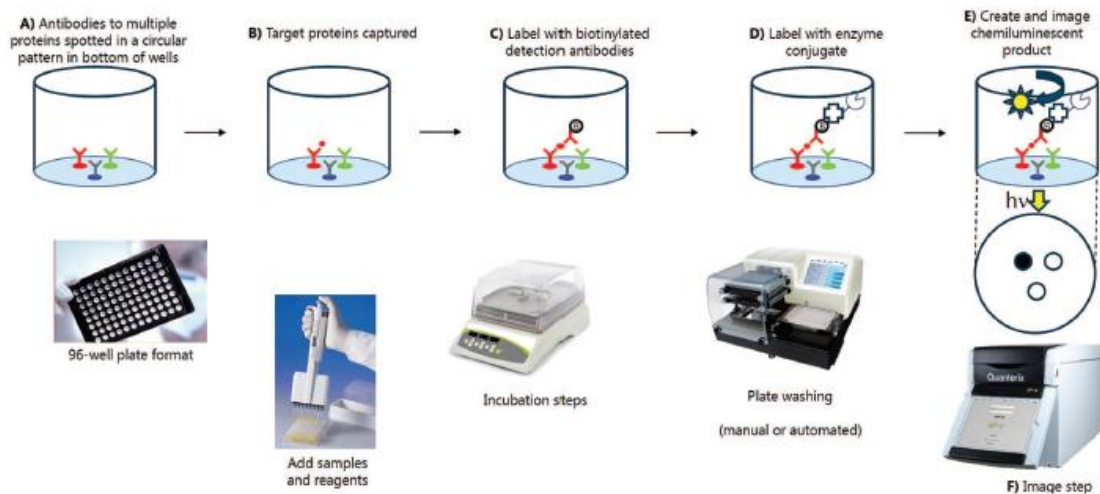 A) Antibodies to multiple
proteins spotted in a circular
pattern in bottom of wells
B) Target proteins captured
C) Label with biotinylated
detection antibodies
D) Label with enzyme
conjugate
E) Create and image
chemiluminescent
product
B
B
B
hν
96-well plate format
Add samples
and reagents
Incubation steps
Plate washing
(manual or automated)
Quanterix
F) Image step